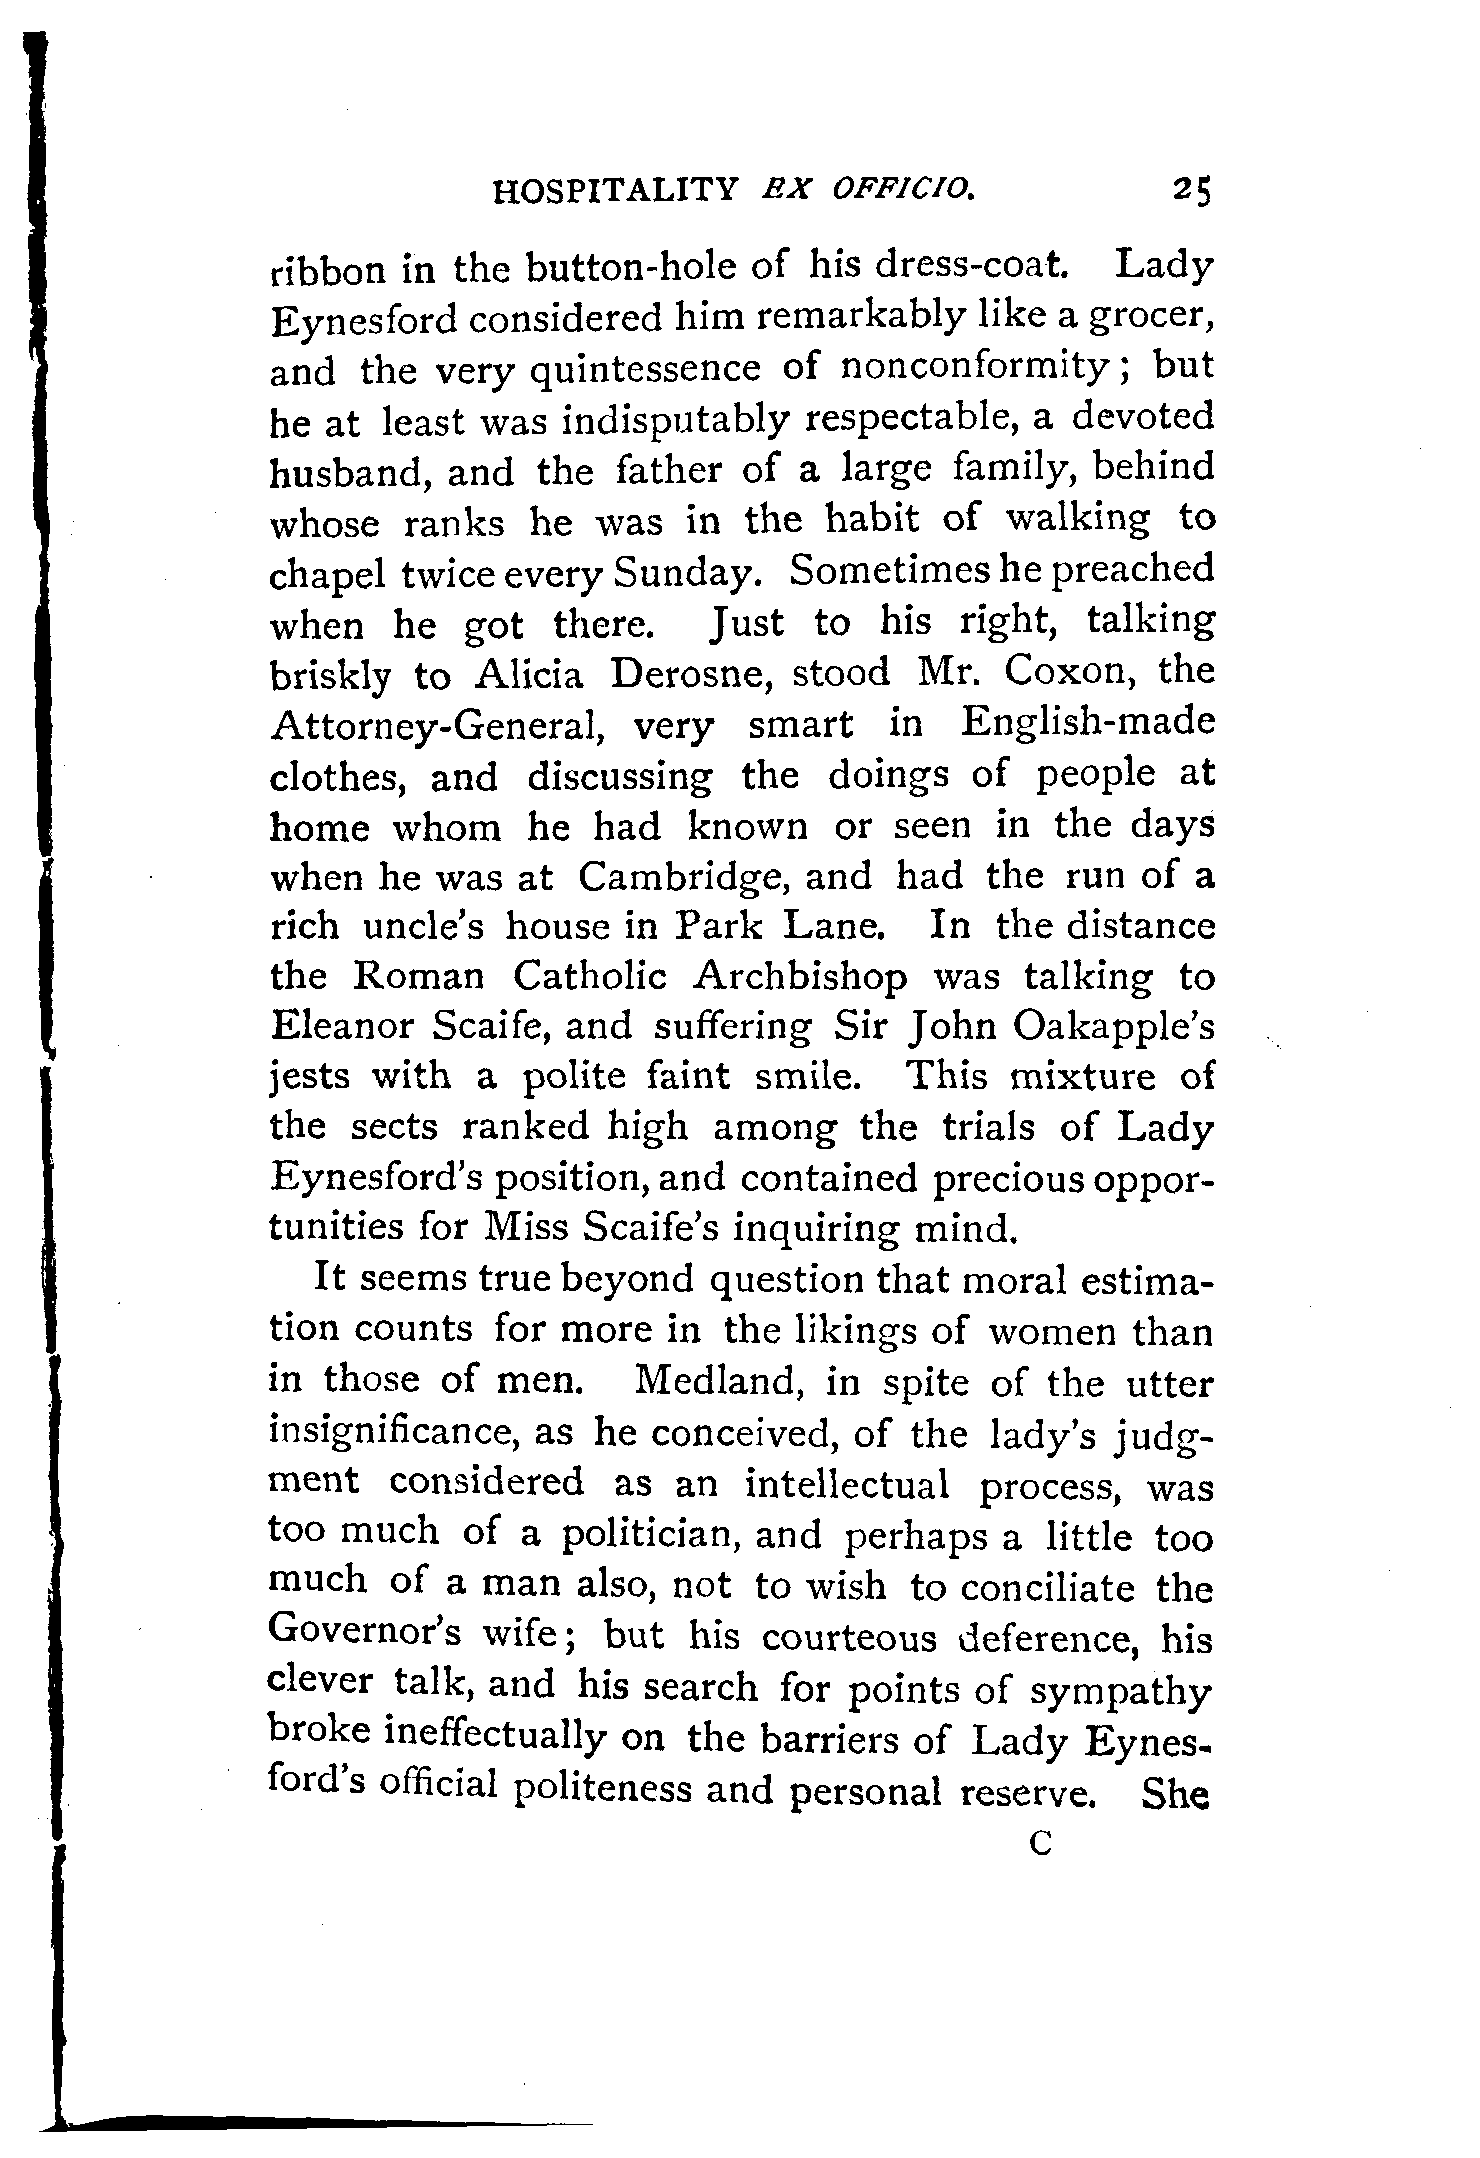 HOSPITALITY EX OFFICIO. 25
ribbon in the button-hole of his dress-coat. Lady
Eynesford considered him remarkably like a grocer,
and the very quintessence of nonconformity; but
he at least was indisputably respectable, a devoted
husband, and the father of a large family, behind
whose ranks he was in the habit of walking to
chapel twice every Sunday. Sometimes he preached
when he got there. Just to his right, talking
briskly to Alicia Derosne, stood Mr. Coxon, the
Attorney-General, very smart in English-made
clothes, and discussing the doings of people at
home whom he had known or seen in the days
when he was at Cambridge, and had the run of a
rich uncle's house in Park Lane. In the distance
the Roman Catholic Archbishop was talking to
Eleanor Scaife, and suffering Sir John Oakapple's
jests with a polite faint smile. This mixture of
the sects ranked high among the trials of Lady
Eynesford's position, and contained precious oppor-
tunities for Miss Scaife's inquiring mind.
It seems true beyond question that moral estima-
tion counts for more in the likings of women than
in those of men. Medland, in spite of the utter
insignificance, as he conceived, of the lady's judg-
ment considered as an intellectual process, was
too much of a politician, and perhaps a little too
much of a man also, not to wish to conciliate the
Governor's wife; but his courteous deference, his
clever talk, and his search for points of sympathy
broke ineffectually on the barriers of Lady Eynes-
ford's official politeness and personal reserve. She
C